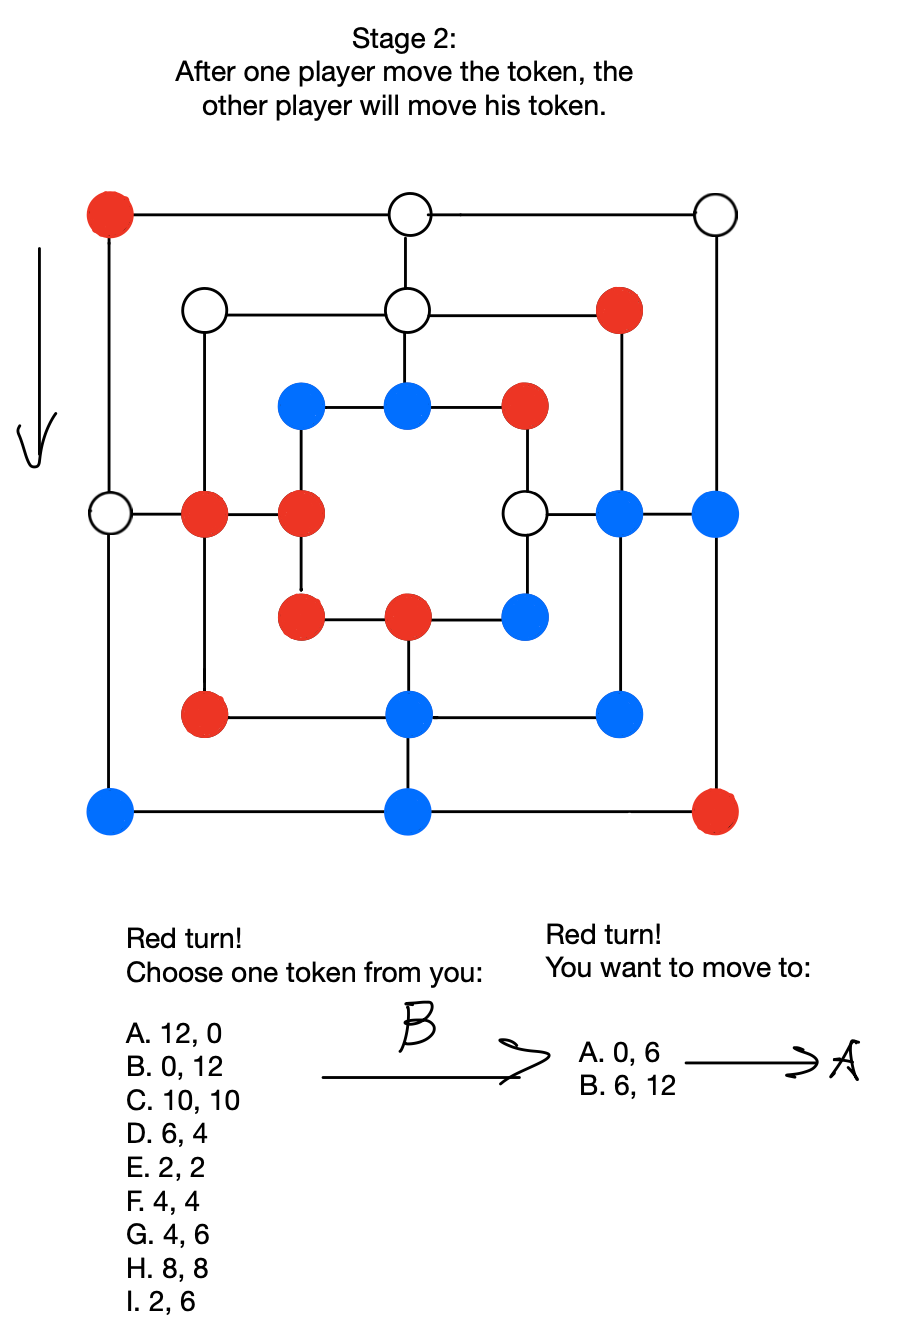 Stage 2:
After one player move the token, the
other player will move his token.
Red turn!
Choose one token from you:
A. 12, 0
B. 0, 12
C. 10, 10
D. 6, 4
E. 2, 2
F. 4, 4
G. 4, 6
H. 8, 8
I. 2, 6
B
Red turn!
You want to move to:
A. 0, 6
B. 6, 12
A